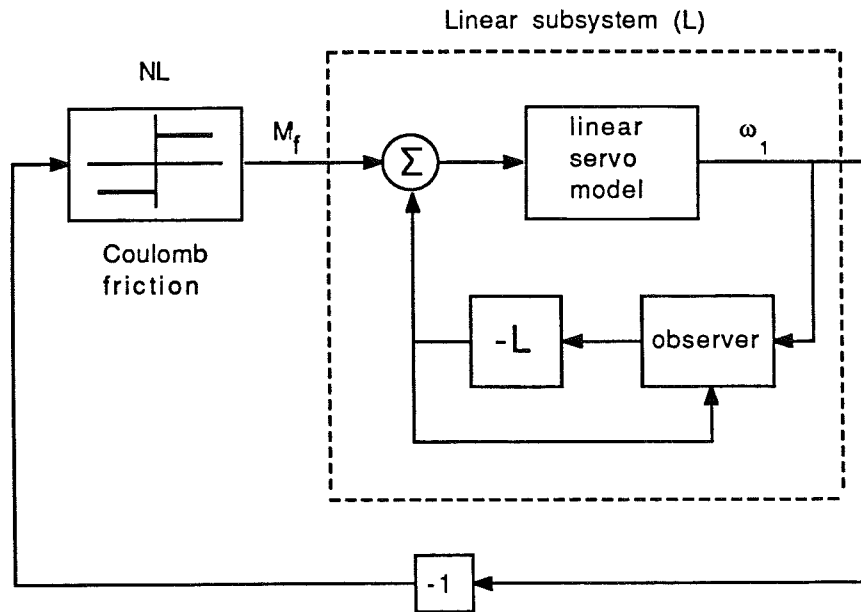 Linear subsystem (L)
NL
M_f
Σ
linear
servo
model
ω_1
Coulomb
friction
-L
observer
-1